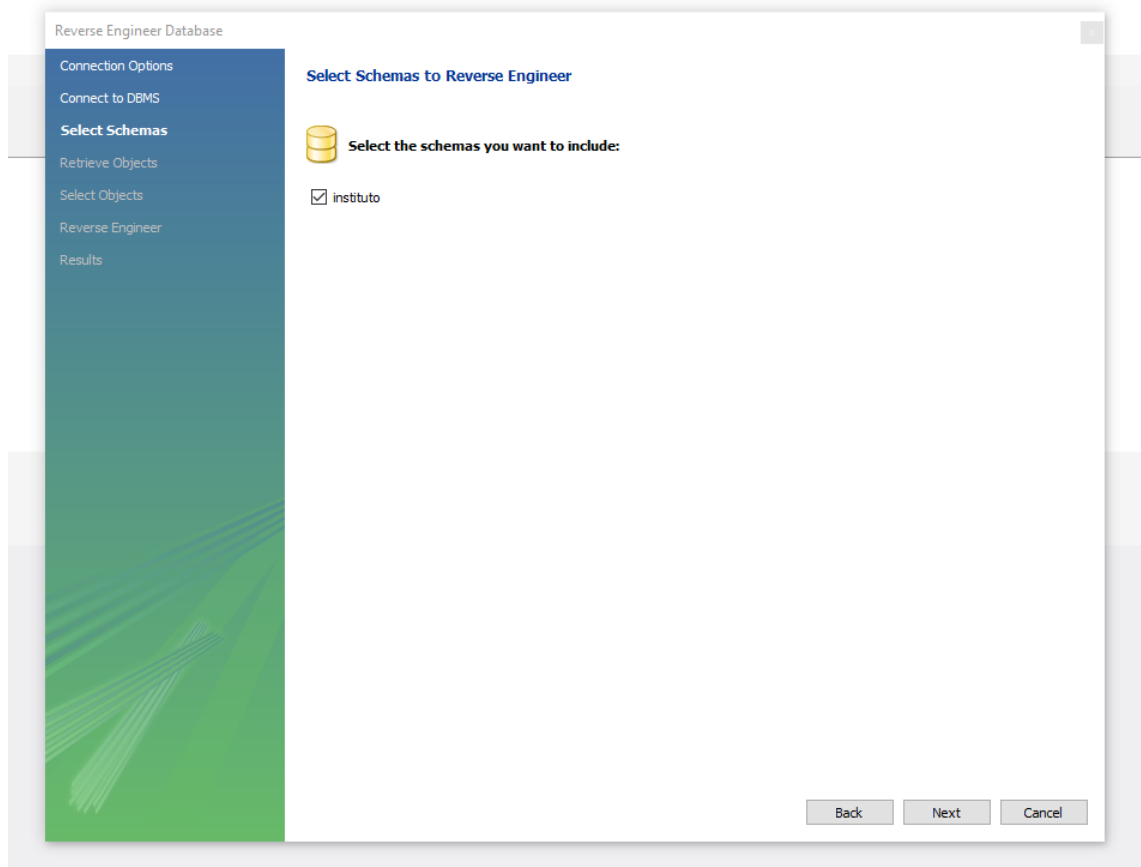 Reverse Engineer Database
Connection Options
Connect to DBMS
Select Schemas
Retrieve Objects
Select Objects
Reverse Engineer
Results
Select Schemas to Reverse Engineer
Select the schemas you want to include:
instituto
Back
Next
Cancel